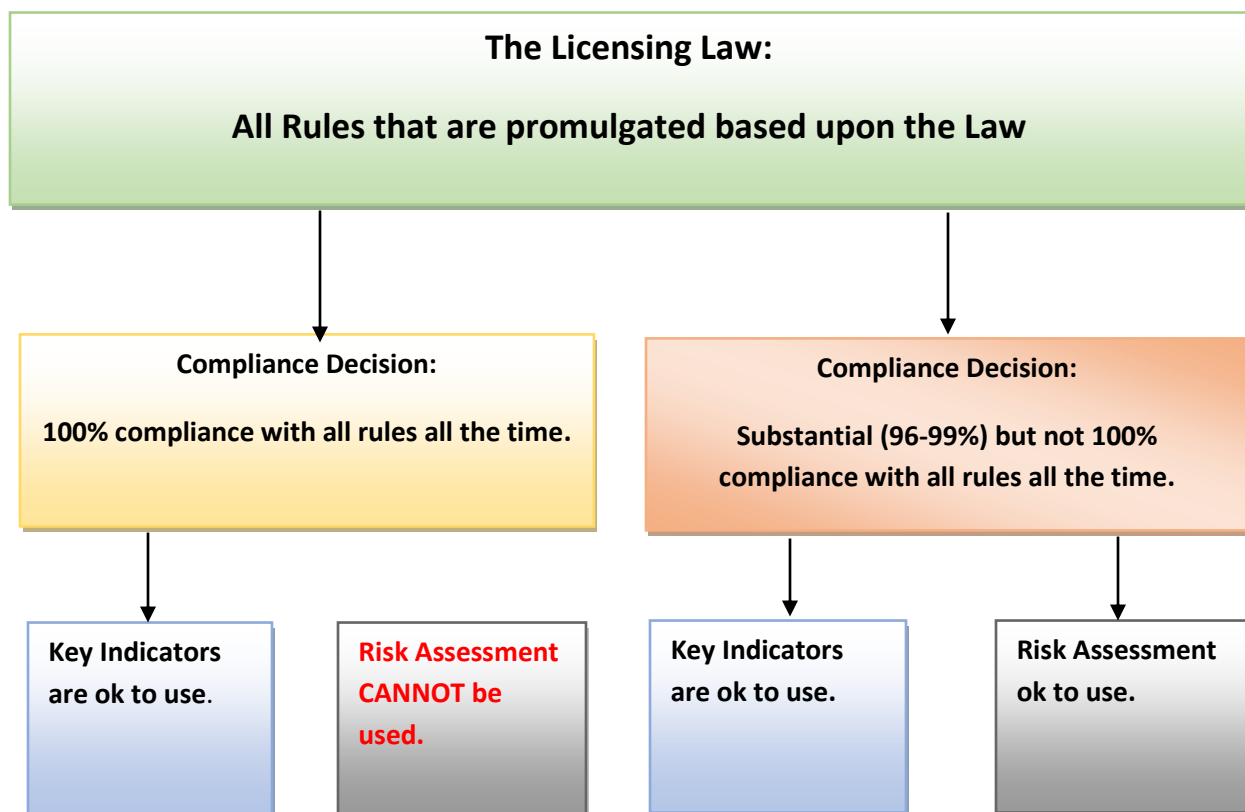 The Licensing Law:
All Rules that are promulgated based upon the Law
Compliance Decision:
100% compliance with all rules all the time.
Compliance Decision:
Substantial (96-99%) but not 100%
compliance with all rules all the time.
Key Indicators
are ok to use.
Risk Assessment
CANNOT be
used.
Key Indicators
are ok to use.
Risk Assessment
ok to use.